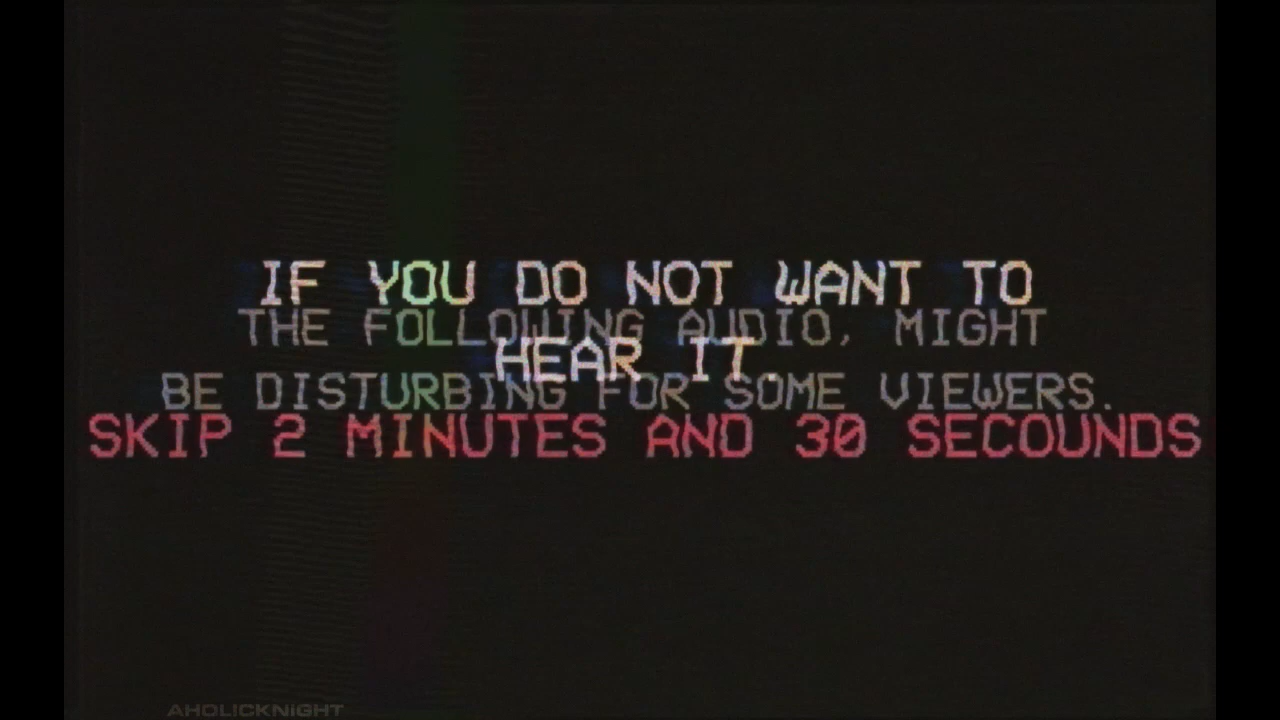 IF YOU DO NOT WANT TO
THE FOLLOWING AUDIO, MIGHT
HEAR IT.
BE DISTURBING FOR SOME VIEWERS.
SKIP 2 MINUTES AND 30 SECOUNDS
AHOLICKNIGHT